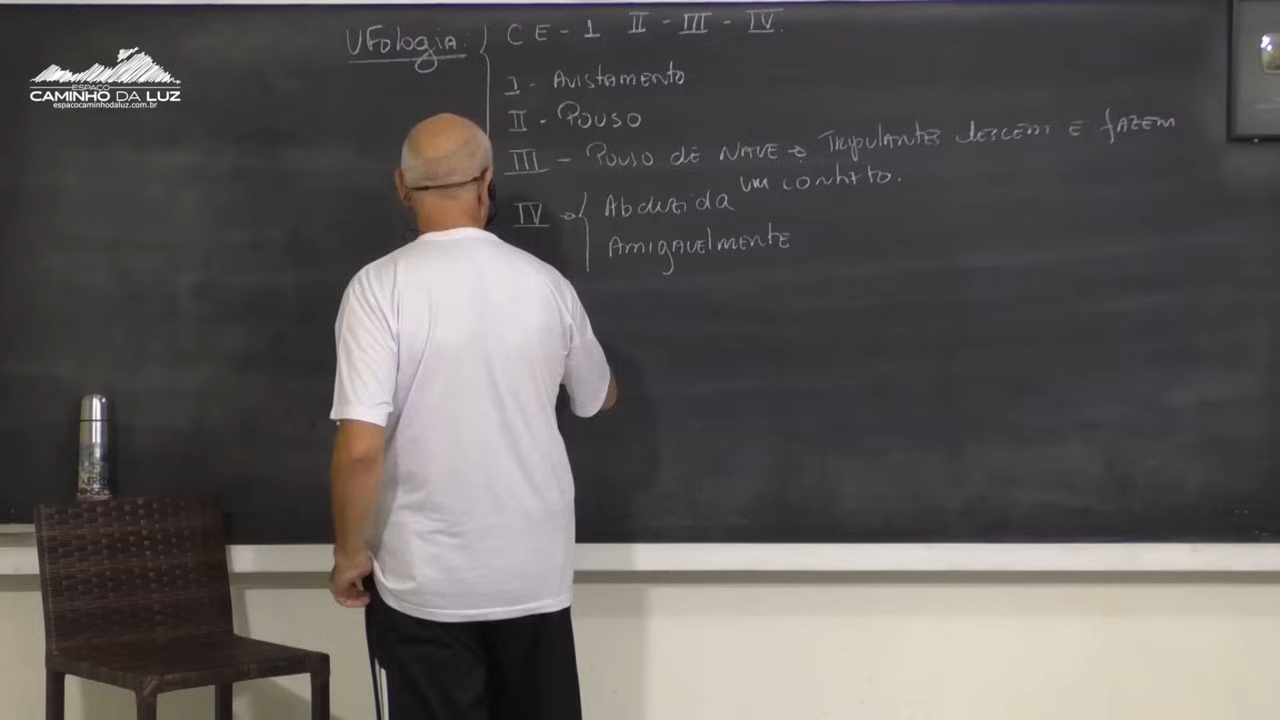 ESPAÇO
CAMINHO DA LUZ
espacocaminhodaluz.com.br
UFologia: CE-1 II-III-IV.
I - Avistamento
II - Pouso
III - Pouso de NAVE → Tripulantes descem e fazem
um contato.
IV → Abduzida
Amigavelmente